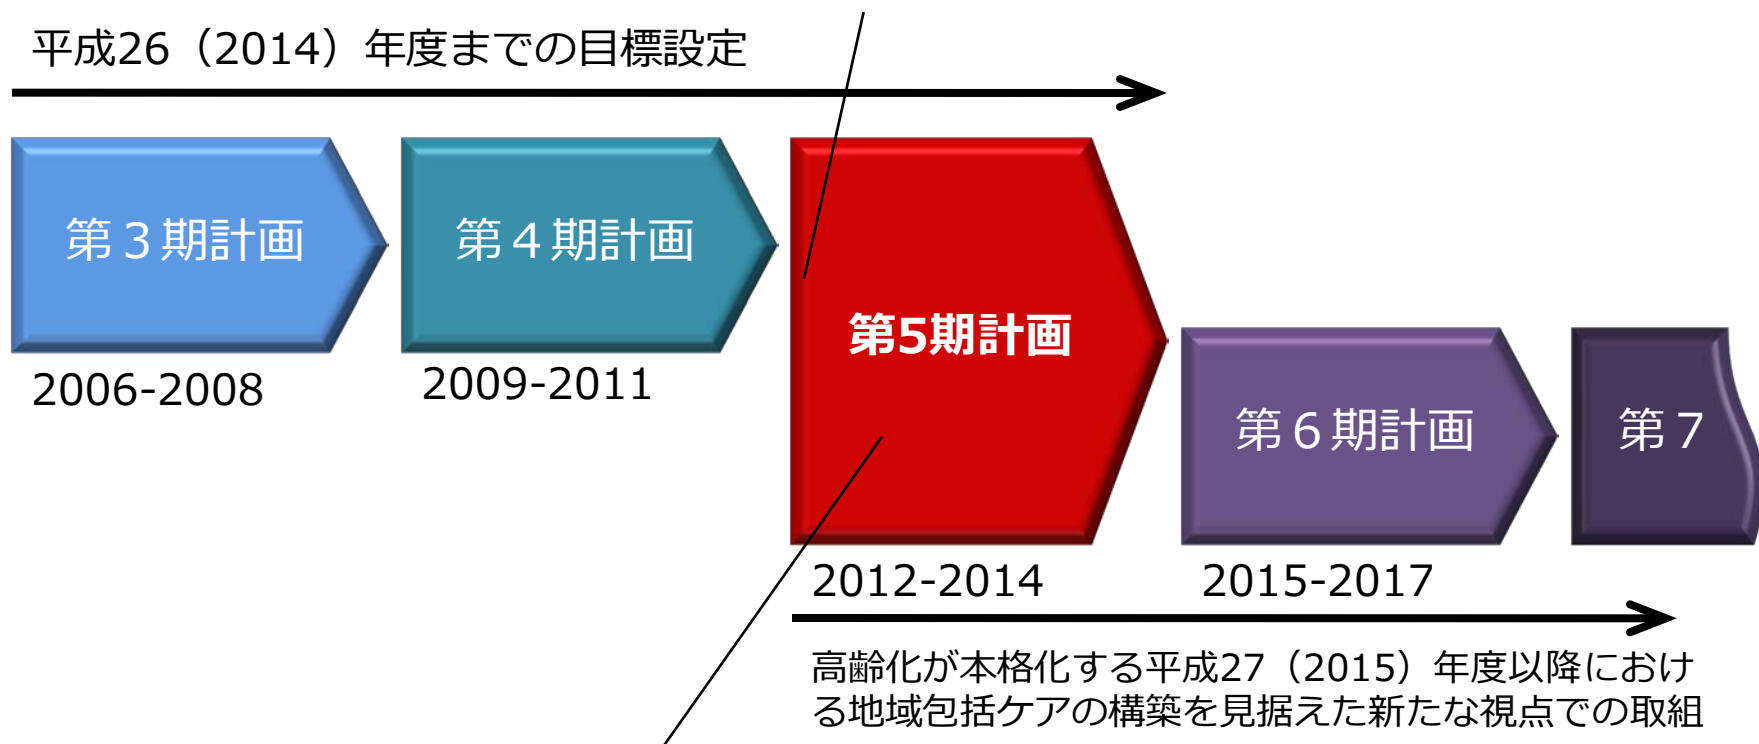 平成26（2014）年度までの目標設定
第３期計画
第４期計画
第5期計画
第６期計画
第７
2006-2008
2009-2011
2012-2014
2015-2017
高齢化が本格化する平成27（2015）年度以降におけ
る地域包括ケアの構築を見据えた新たな視点での取組